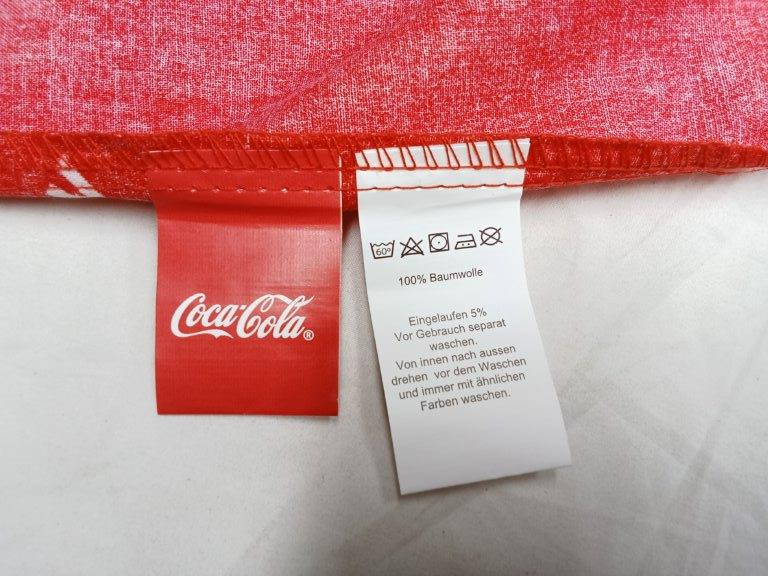 Coca-Cola®
60°
100% Baumwolle
Eingelaufen 5%
Vor Gebrauch separat
waschen.
Von innen nach aussen
drehen vor dem Waschen
und immer mit ähnlichen
Farben waschen.